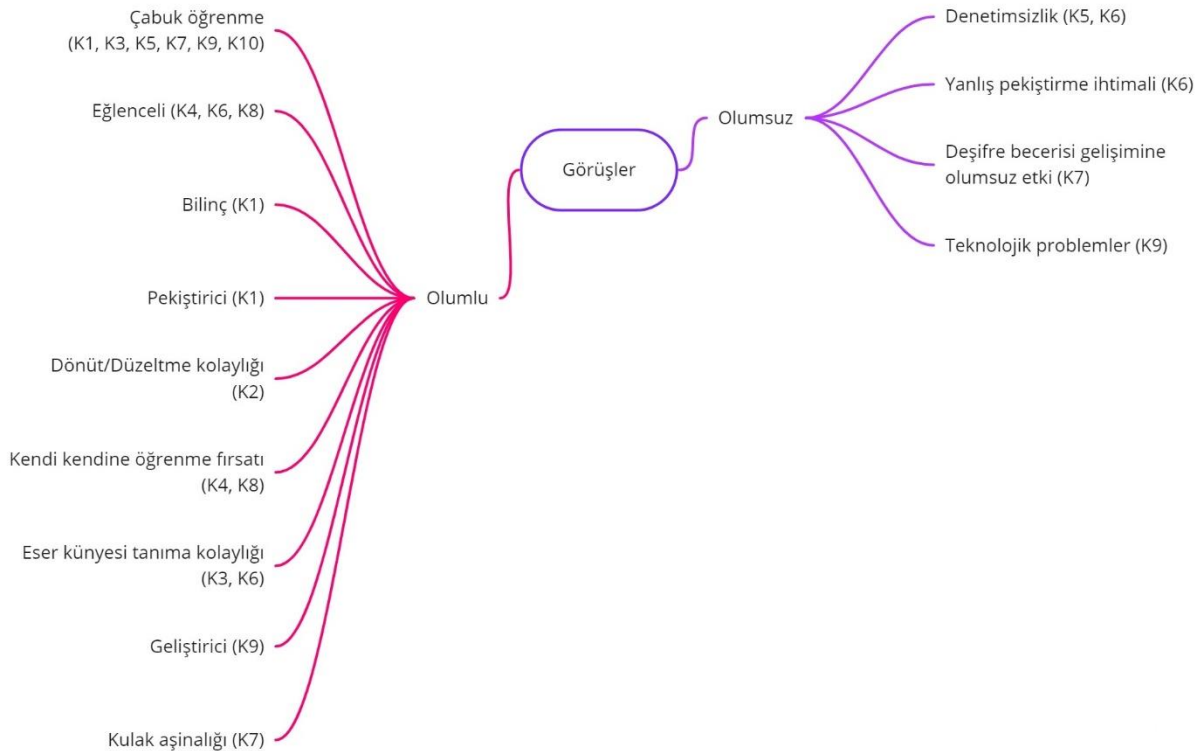 Görüşler
Olumlu
Çabuk öğrenme
(K1, K3, K5, K7, K9, K10)
Eğlenceli (K4, K6, K8)
Bilinç (K1)
Pekiştirici (K1)
Dönüt/Düzeltme kolaylığı
(K2)
Kendi kendine öğrenme fırsatı
(K4, K8)
Eser künyesi tanıma kolaylığı
(K3, K6)
Geliştirici (K9)
Kulak aşinalığı (K7)
Olumsuz
Denetimsizlik (K5, K6)
Yanlış pekiştirme ihtimali (K6)
Deşifre becerisi gelişimine
olumsuz etki (K7)
Teknolojik problemler (K9)